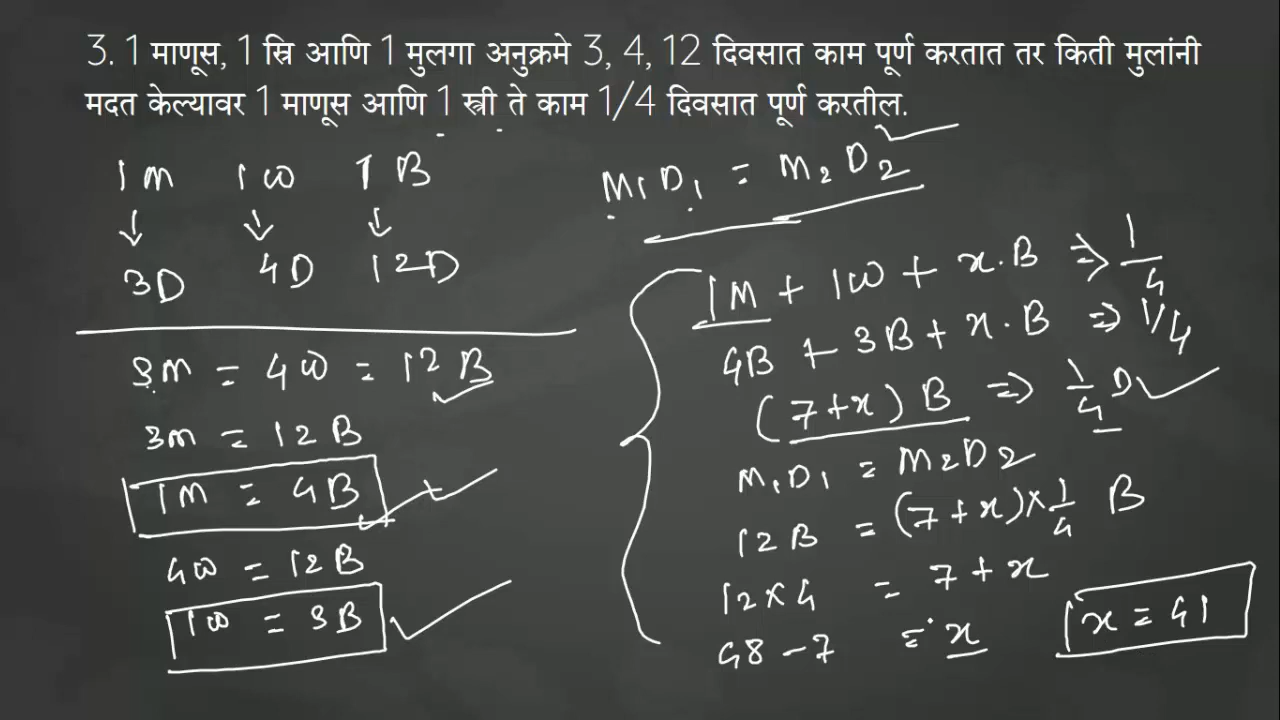 3. 1 माणूस, 1 स्त्रि आणि 1 मुलगा अनुक्रमे 3, 4, 12 दिवसात काम पूर्ण करतात तर किती मुलांनी
मदत केल्यावर 1 माणूस आणि 1 स्त्री ते काम 1/4 दिवसात पूर्ण करतील.
1M 1W 1B
↓ ↓ ↓
3D 4D 12D
3M = 4W = 12B
3M = 12B
1M = 4B
4W = 12B
1W = 3B
M₁D₁ = M₂D₂
1M + 1W + x.B ⇒ 1/4
4B + 3B + x.B ⇒ 1/4
(7+x) B ⇒ 1/4 D
M₁D₁ = M₂D₂
12B = (7+x)×1/4 B
12×4 = 7+x
48-7 = x
x = 41